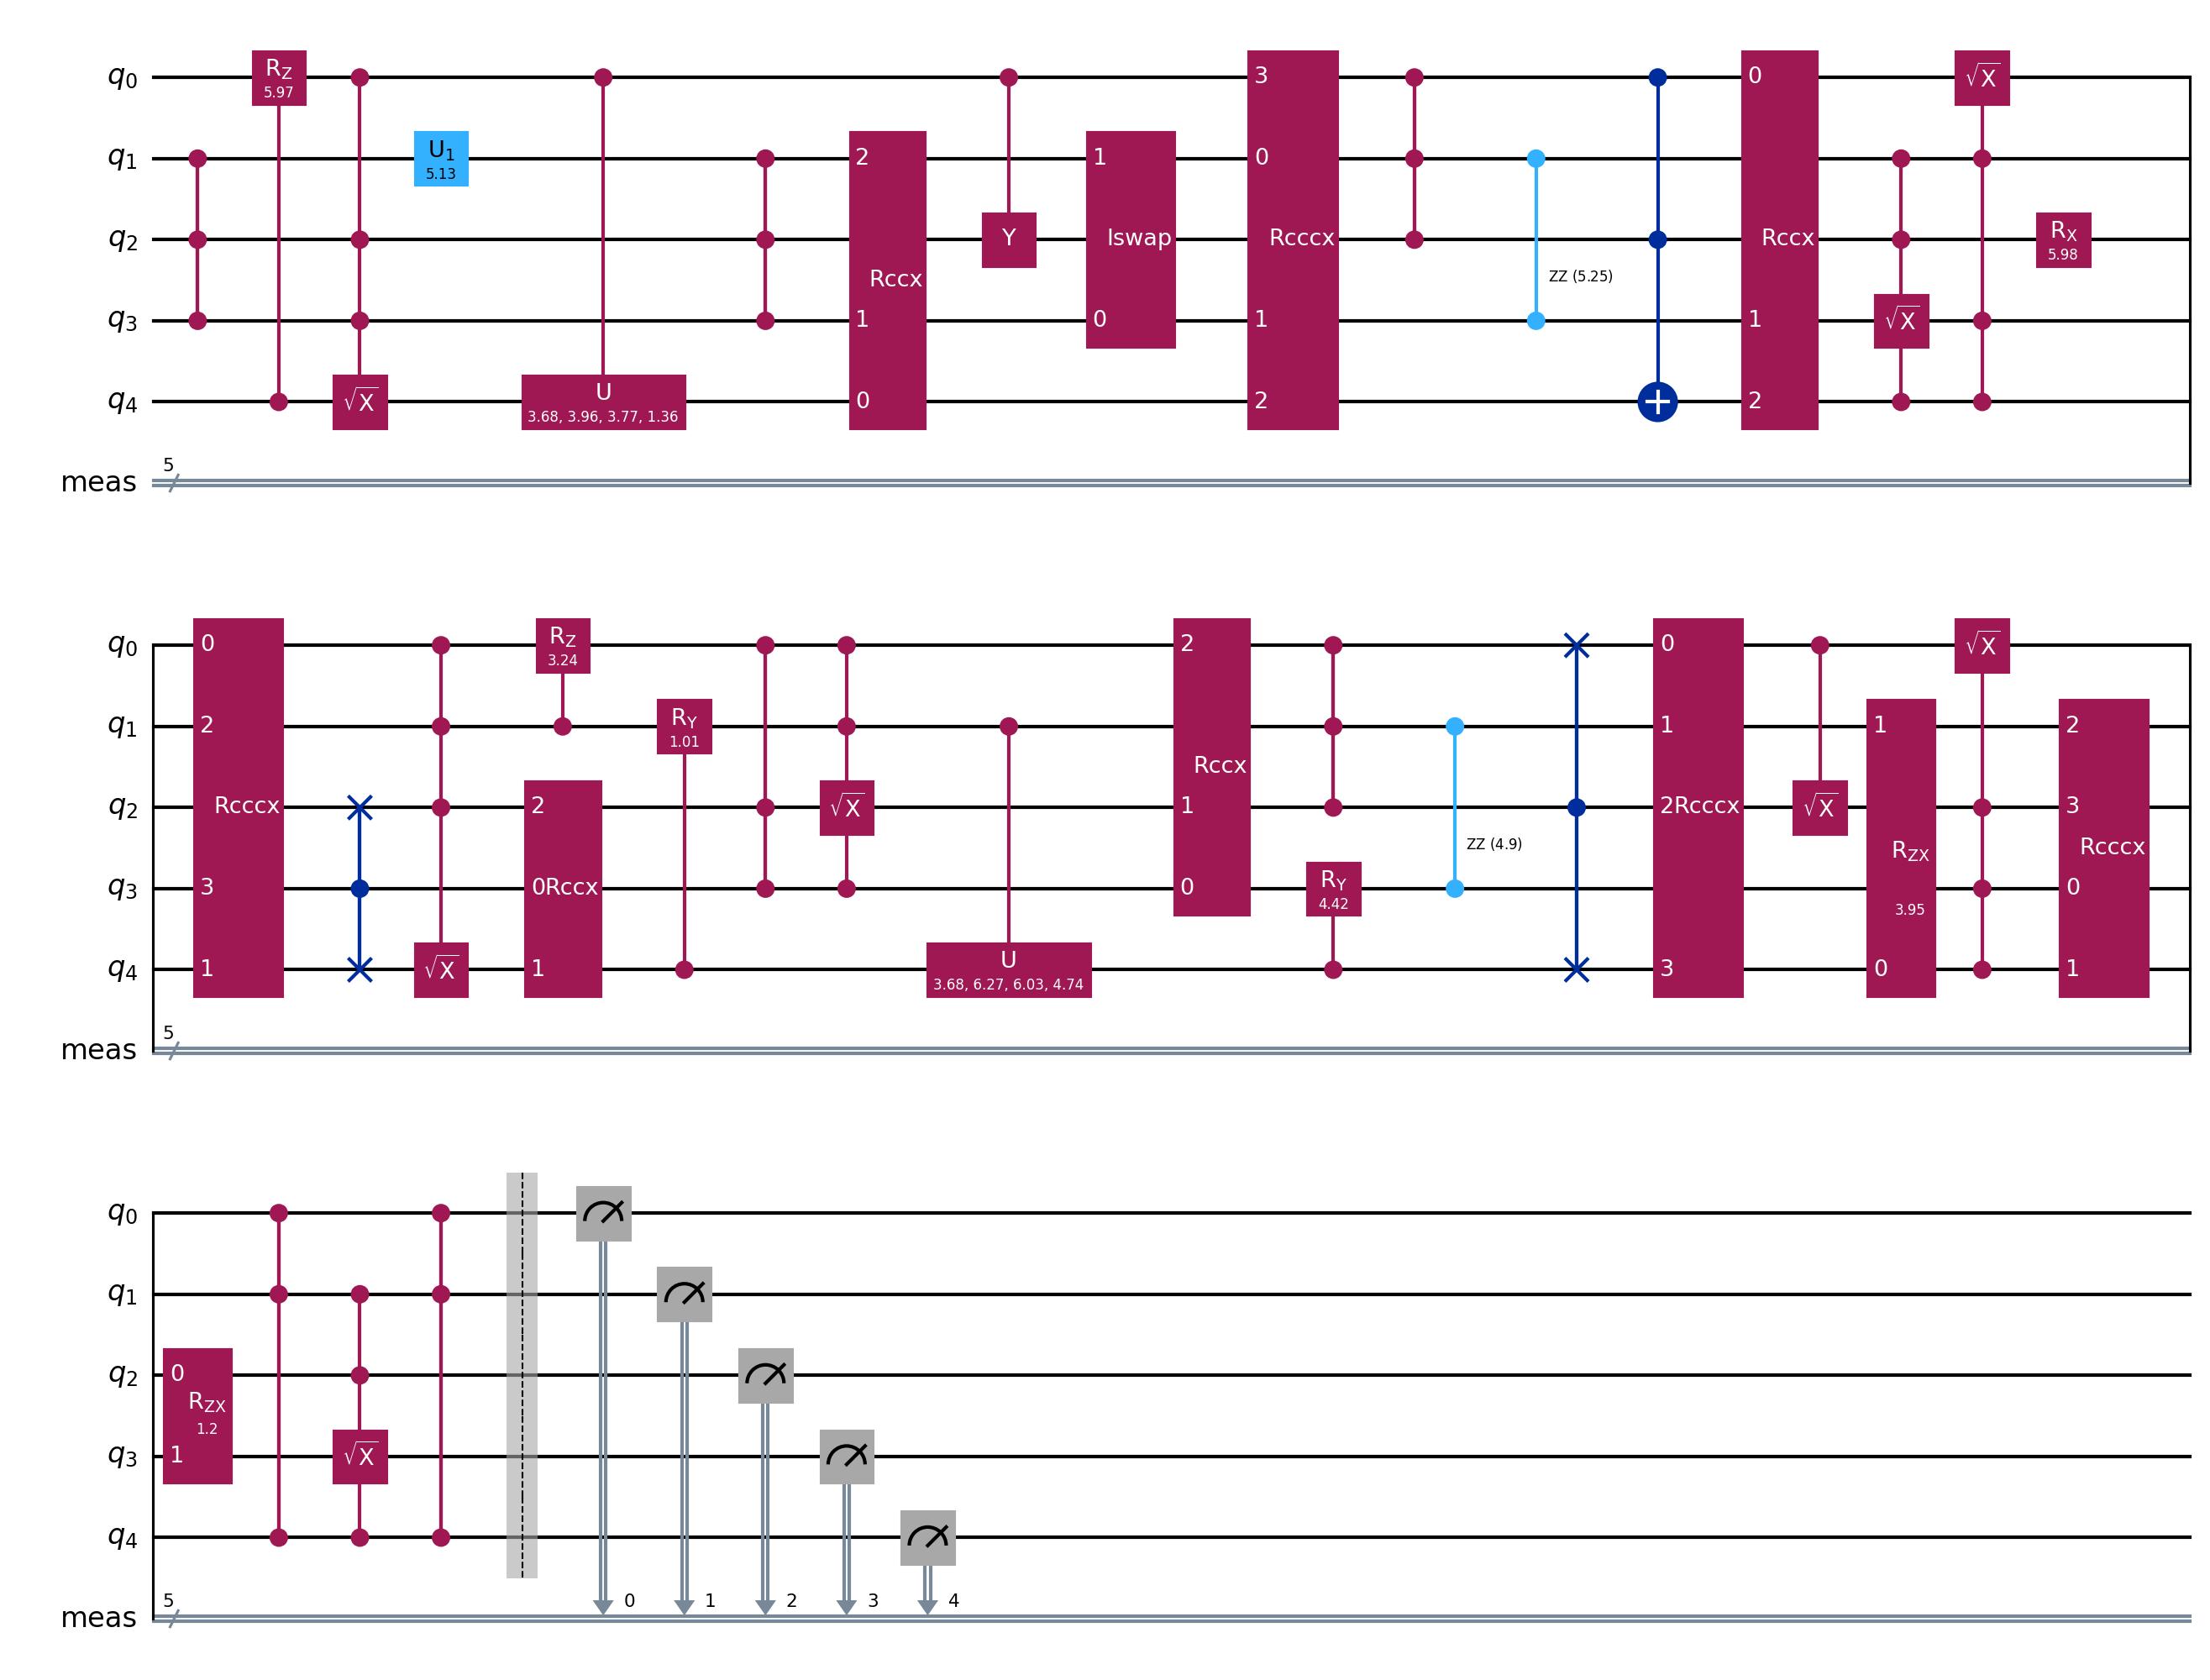 q0 RZ 5.97 3 0 √X
q1 U1 5.13 2 1 0
q2 Y Iswap Rcccx Rccx RX 5.98
Rccx ZZ (5.25)
q3 1 0 1 1 √X
q4 √X U 3.68, 3.96, 3.77, 1.36 0 2 2
5
meas
q0 0 RZ 3.24 2 0 √X
q1 2 RY 1.01 1 1 2
Rccx
q2 Rcccx 2 √X 1 2Rcccx √X 3
ZZ (4.9) RZX Rcccx
q3 3 0Rccx 0 RY 4.42 3.95 0
q4 1 √X 1 U 3.68, 6.27, 6.03, 4.74 3 0 1
5
meas
q0
q1
q2 0
RZX
1.2
q3 1 √X
q4
5 0 1 2 3 4
meas